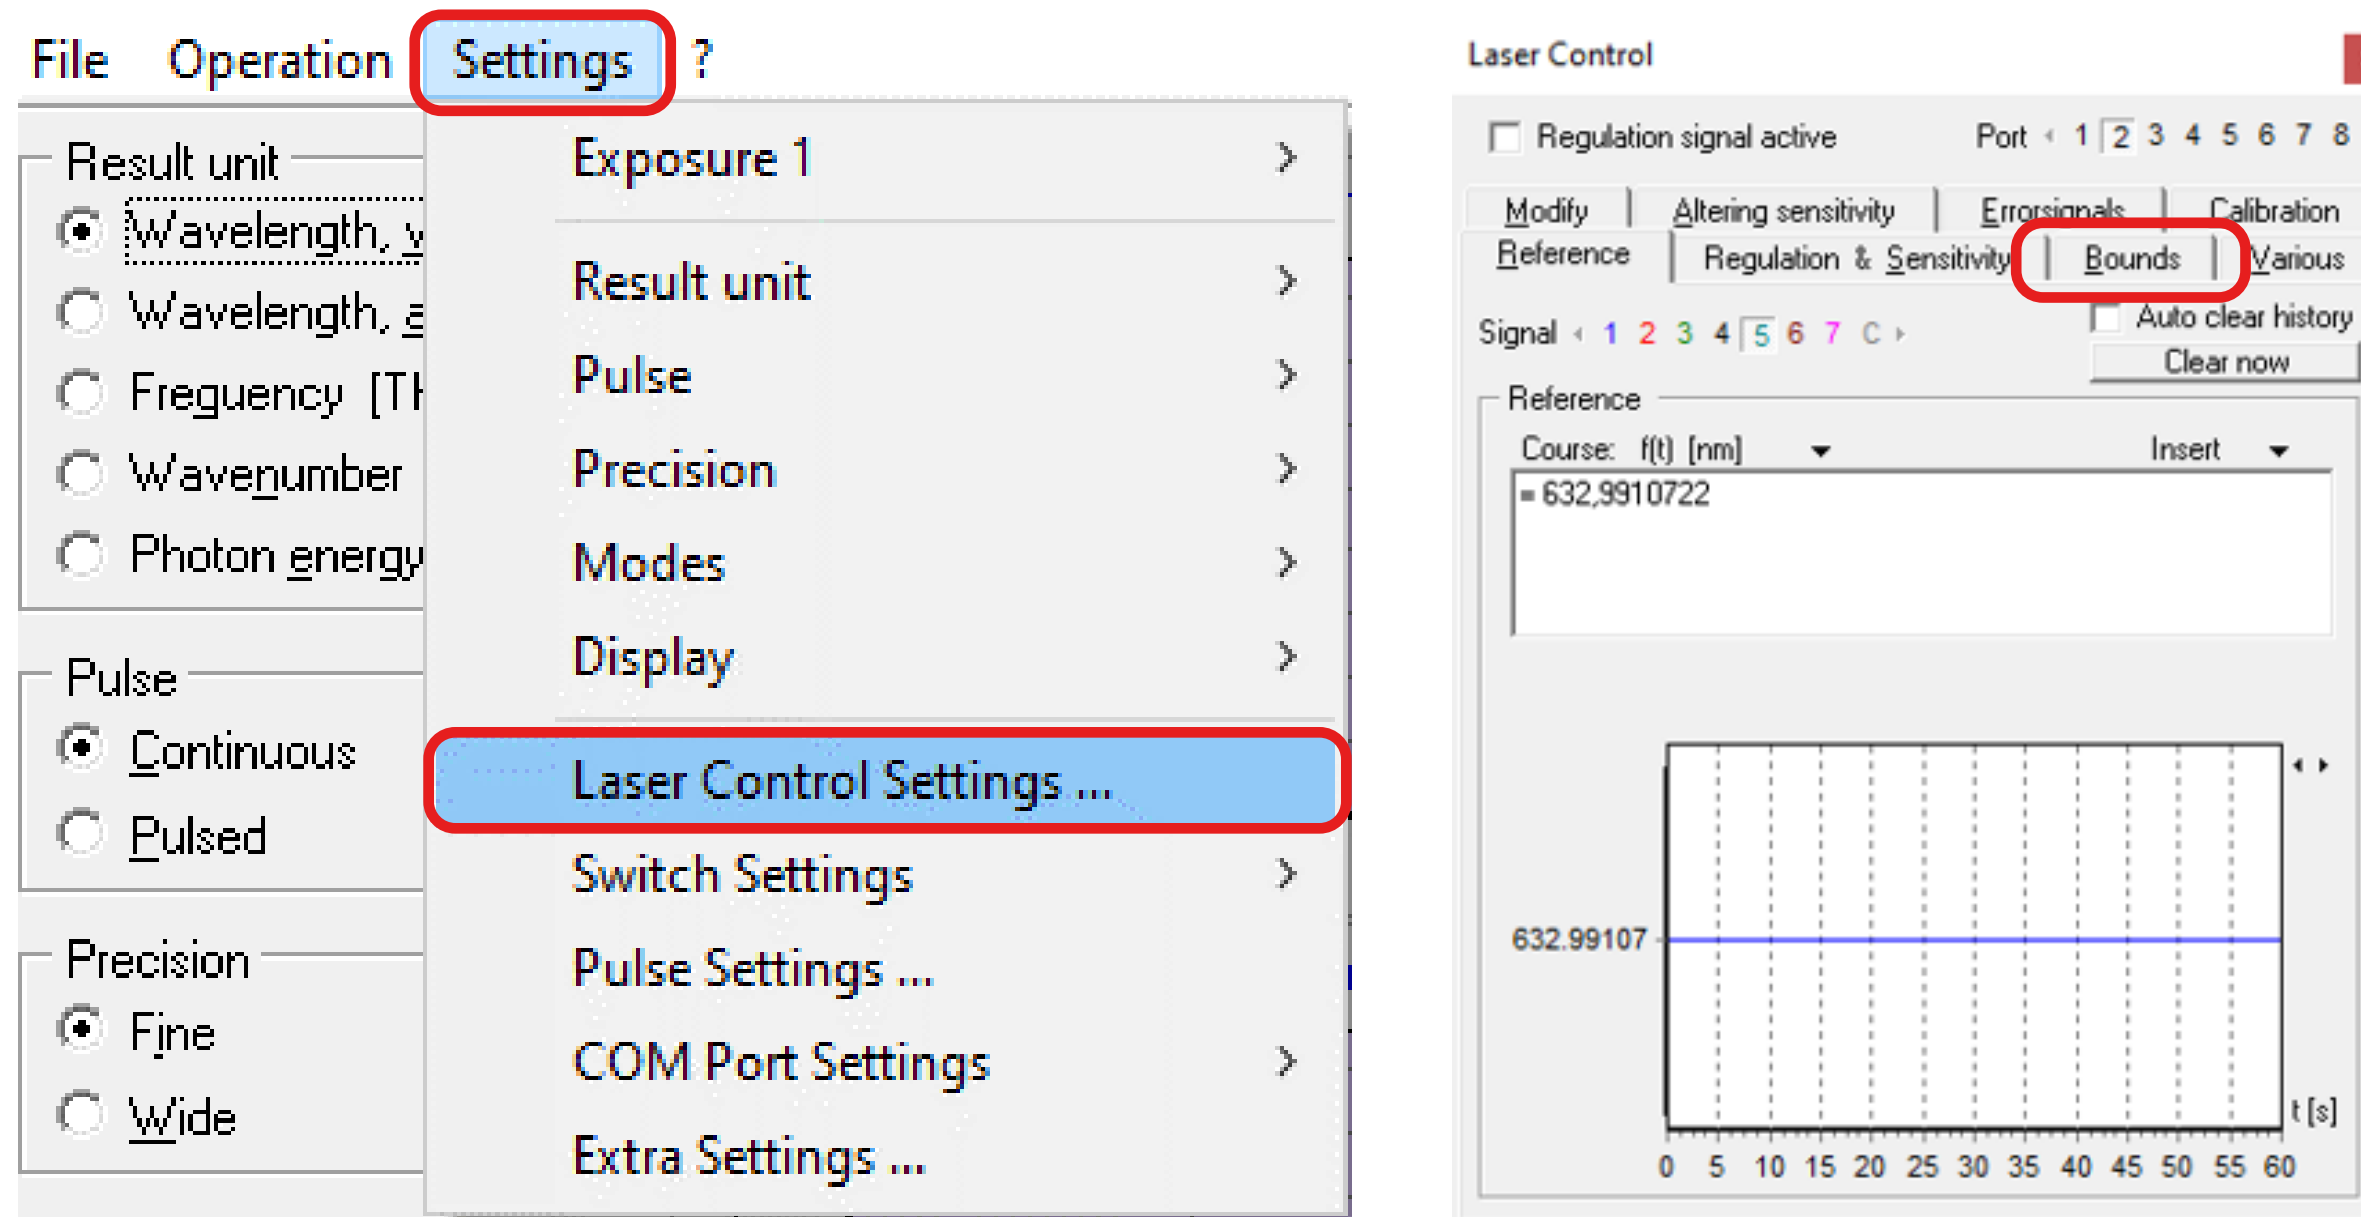 File Operation Settings ?
Result unit
Wavelength, v
Wavelength, a
Frequency [TH
Wavenumber
Photon energy
Pulse
Continuous
Pulsed
Precision
Fine
Wide
Exposure 1 >
Result unit >
Pulse >
Precision >
Modes >
Display >
Laser Control Settings ...
Switch Settings >
Pulse Settings ...
COM Port Settings >
Extra Settings ...
Laser Control
Regulation signal active Port 1 2 3 4 5 6 7 8
Modify Altering sensitivity Errorsignals Calibration
Reference Regulation & Sensitivity Bounds Various
Signal 1 2 3 4 5 6 7 C
Auto clear history
Clear now
Reference
Course: f(t) [nm] Insert
= 632,9910722
632.99107
t [s]
0 5 10 15 20 25 30 35 40 45 50 55 60